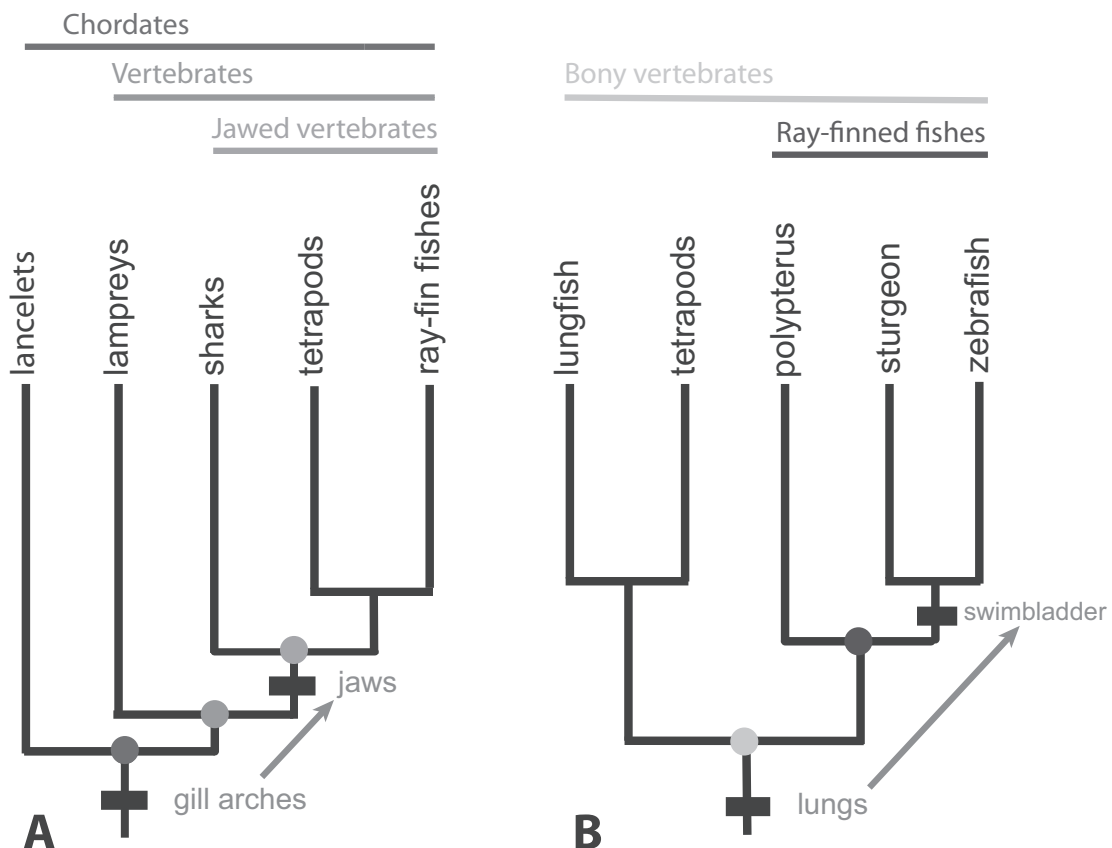 Chordates
Vertebrates
Jawed vertebrates
lancelets
lampreys
sharks
tetrapods
ray-fin fishes
jaws
gill arches
A
Bony vertebrates
Ray-finned fishes
lungfish
tetrapods
polypterus
sturgeon
zebrafish
swimbladder
lungs
B